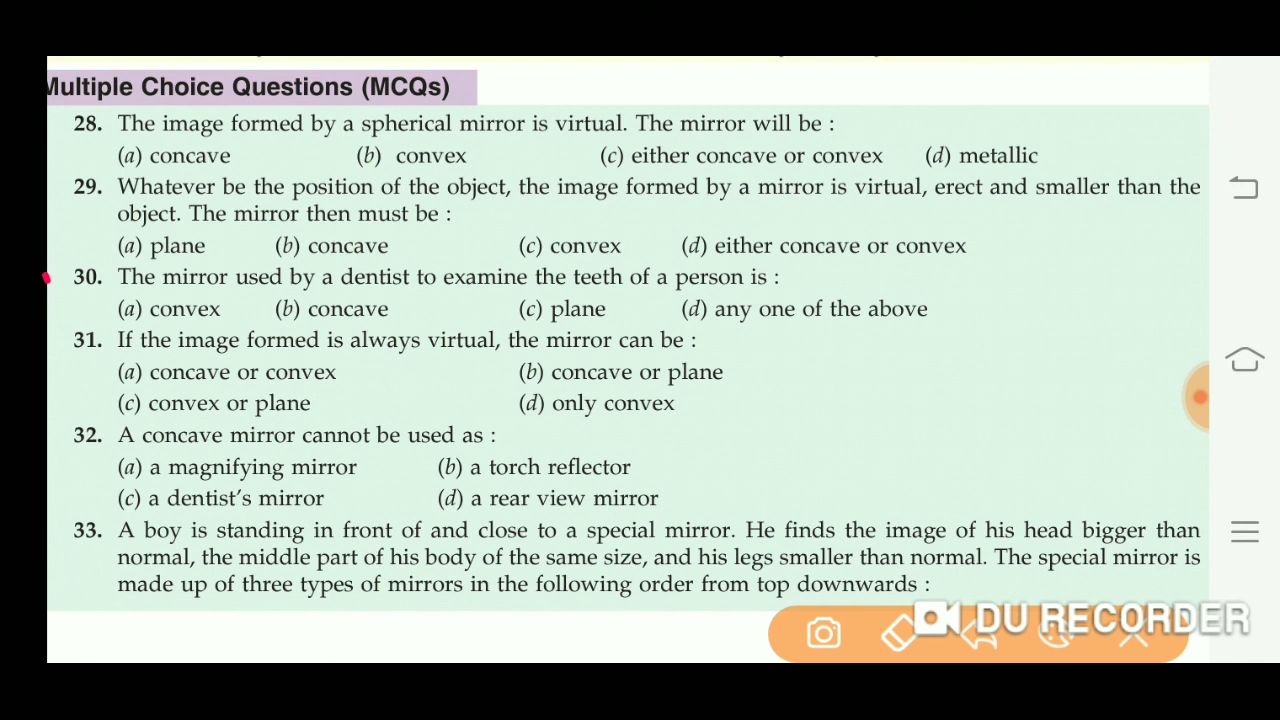 Multiple Choice Questions (MCQs)
28. The image formed by a spherical mirror is virtual. The mirror will be :
(a) concave (b) convex (c) either concave or convex (d) metallic
29. Whatever be the position of the object, the image formed by a mirror is virtual, erect and smaller than the
object. The mirror then must be :
(a) plane (b) concave (c) convex (d) either concave or convex
30. The mirror used by a dentist to examine the teeth of a person is :
(a) convex (b) concave (c) plane (d) any one of the above
31. If the image formed is always virtual, the mirror can be :
(a) concave or convex (b) concave or plane
(c) convex or plane (d) only convex
32. A concave mirror cannot be used as :
(a) a magnifying mirror (b) a torch reflector
(c) a dentist's mirror (d) a rear view mirror
33. A boy is standing in front of and close to a special mirror. He finds the image of his head bigger than
normal, the middle part of his body of the same size, and his legs smaller than normal. The special mirror is
made up of three types of mirrors in the following order from top downwards :
DU RECORDER